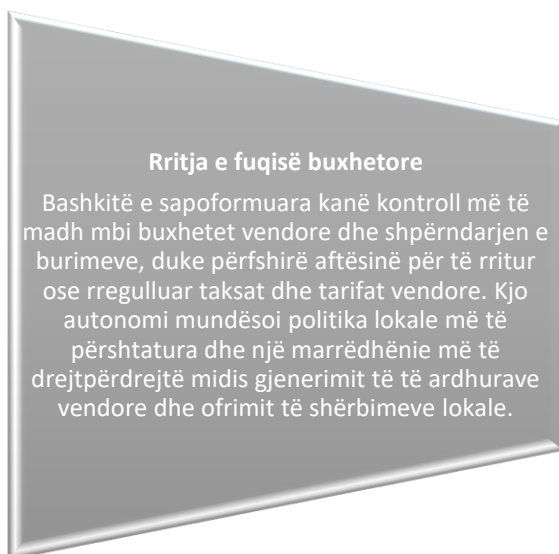 Rritja e fuqisë buxhetore
Bashkitë e sapoformuara kanë kontroll më të
madh mbi buxhetet vendore dhe shpërndarjen e
burimeve, duke përfshirë aftësinë për të rritur
ose rregulluar taksat dhe tarifat vendore. Kjo
autonomi mundësoi politika lokale më të
përshtatura dhe një marrëdhënie më të
drejtpërdrejtë midis gjenerimit të të ardhurave
vendore dhe ofrimit të shërbimeve lokale.